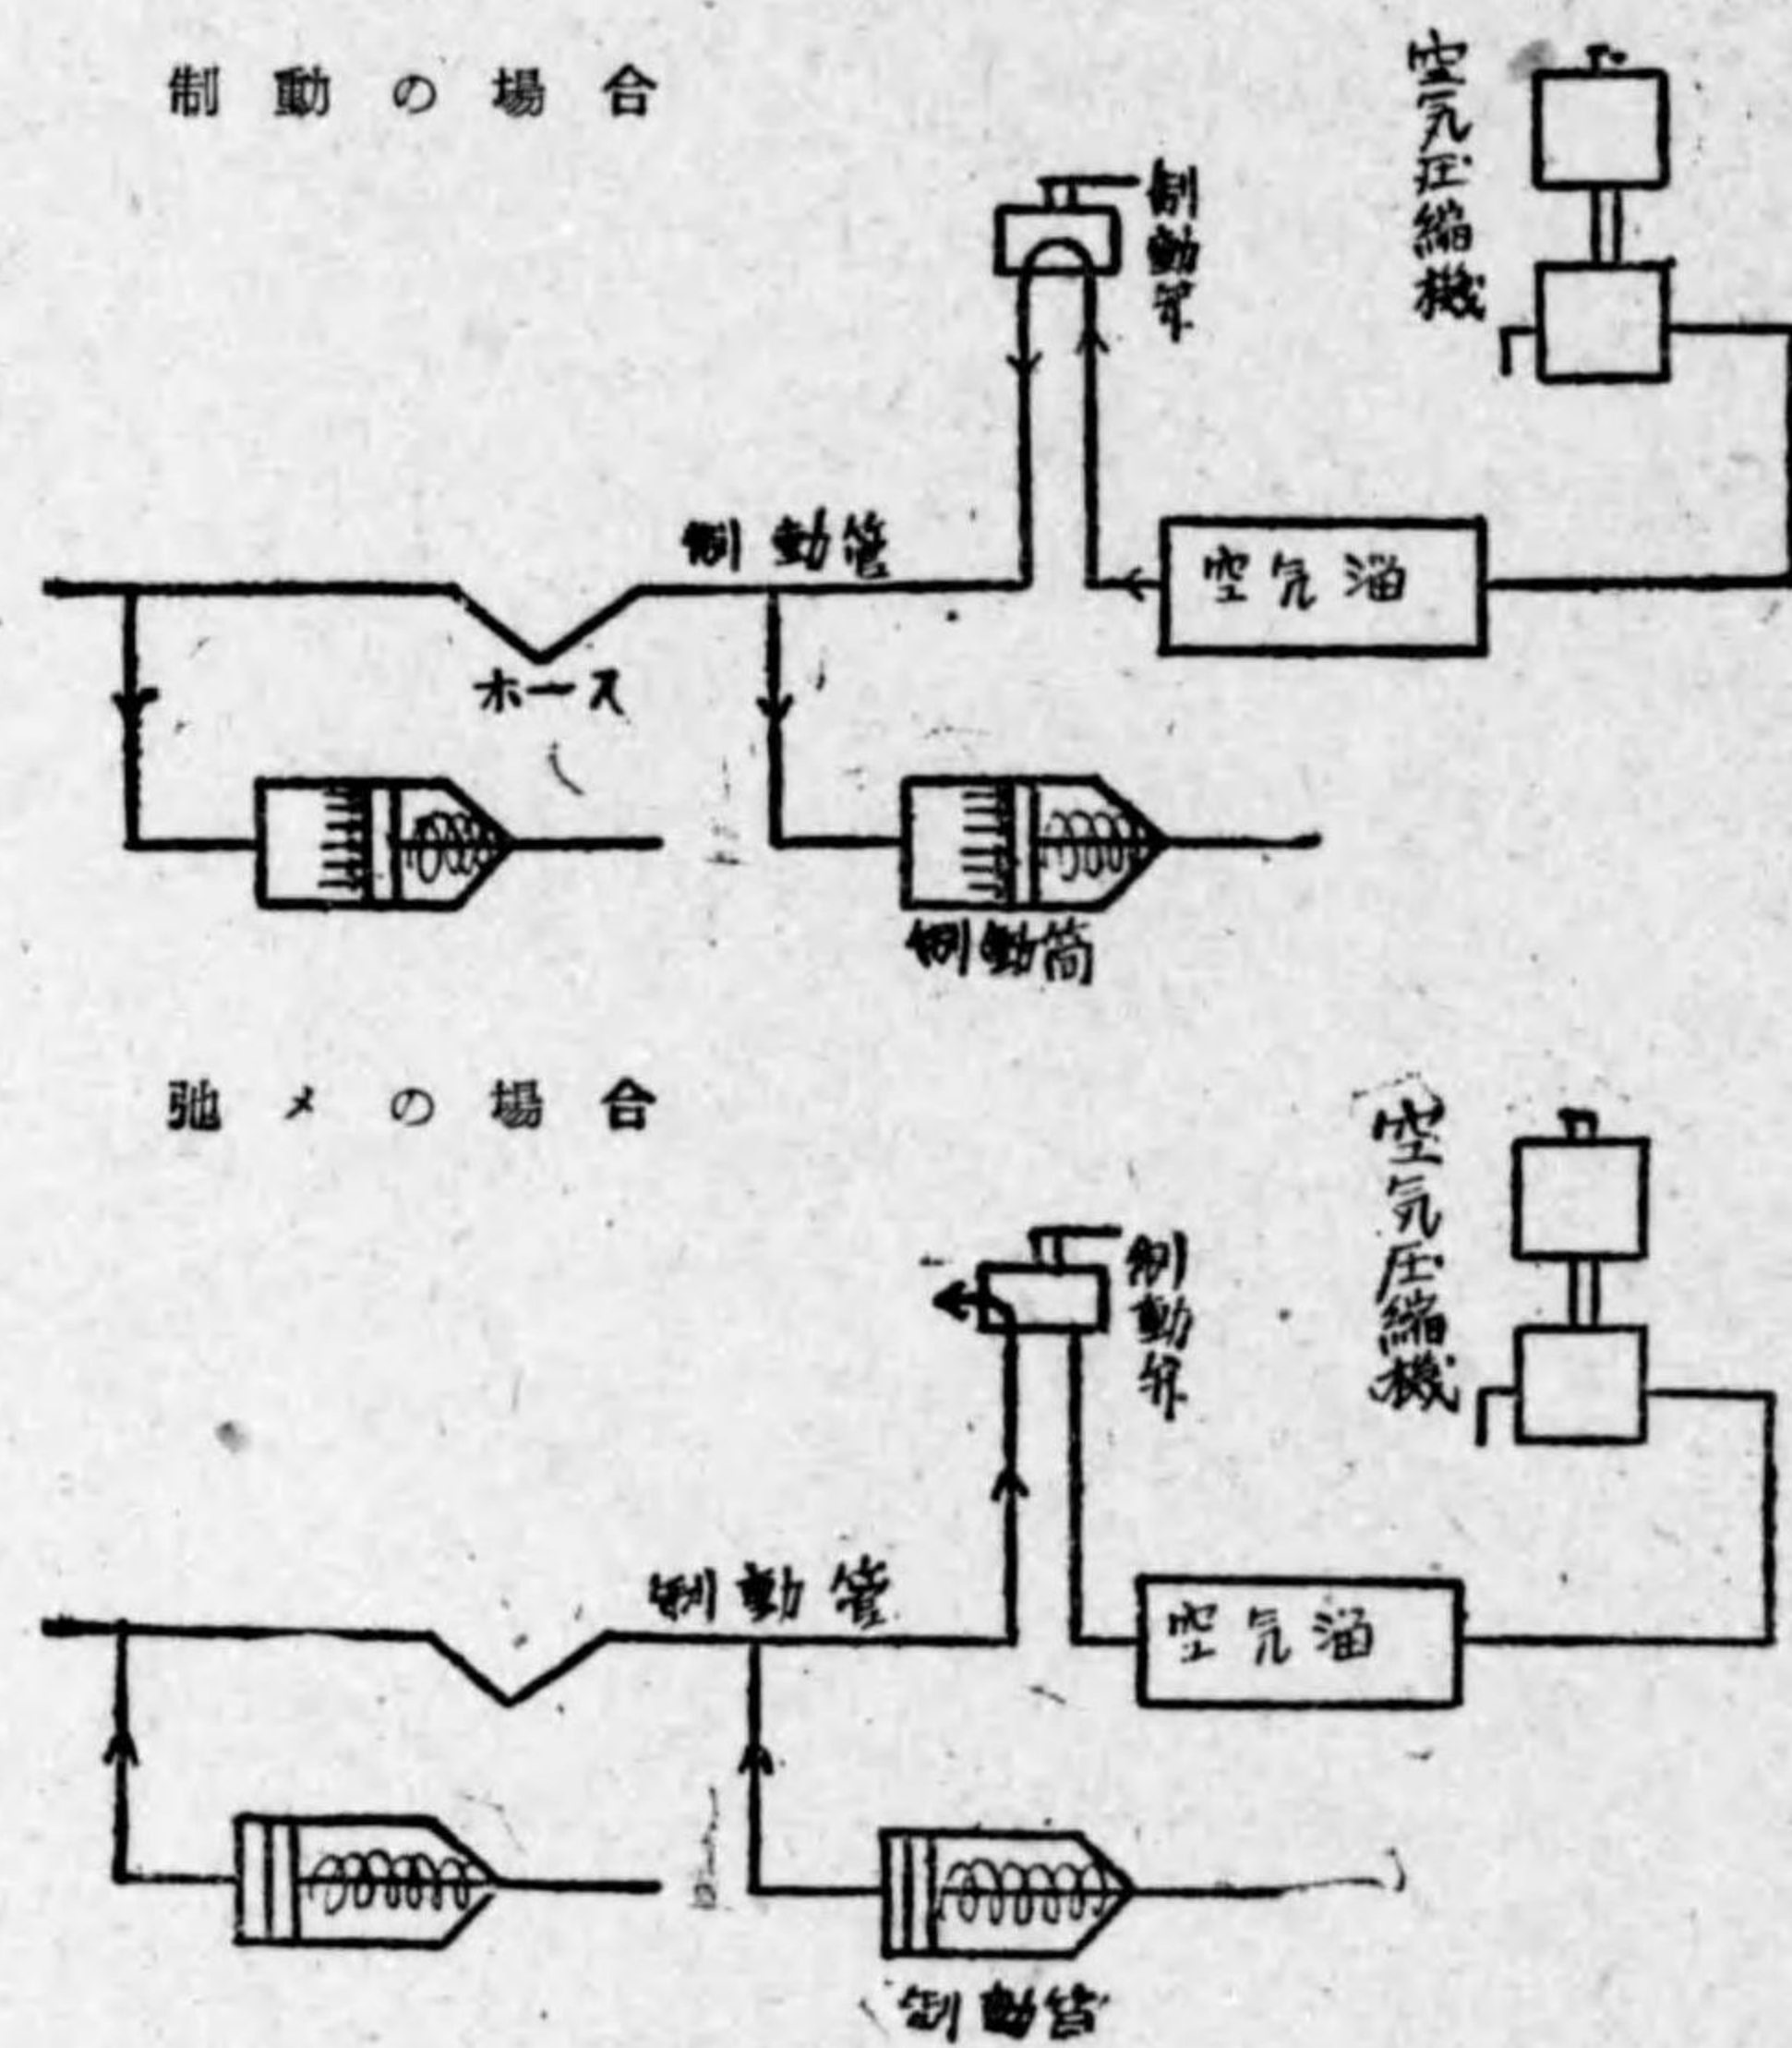 制動の場合
空気圧縮機
制動弁
制動管
空気溜
ホース
制動筒
弛メの場合
空気圧縮機
制動弁
制動管
空気溜
制動筒